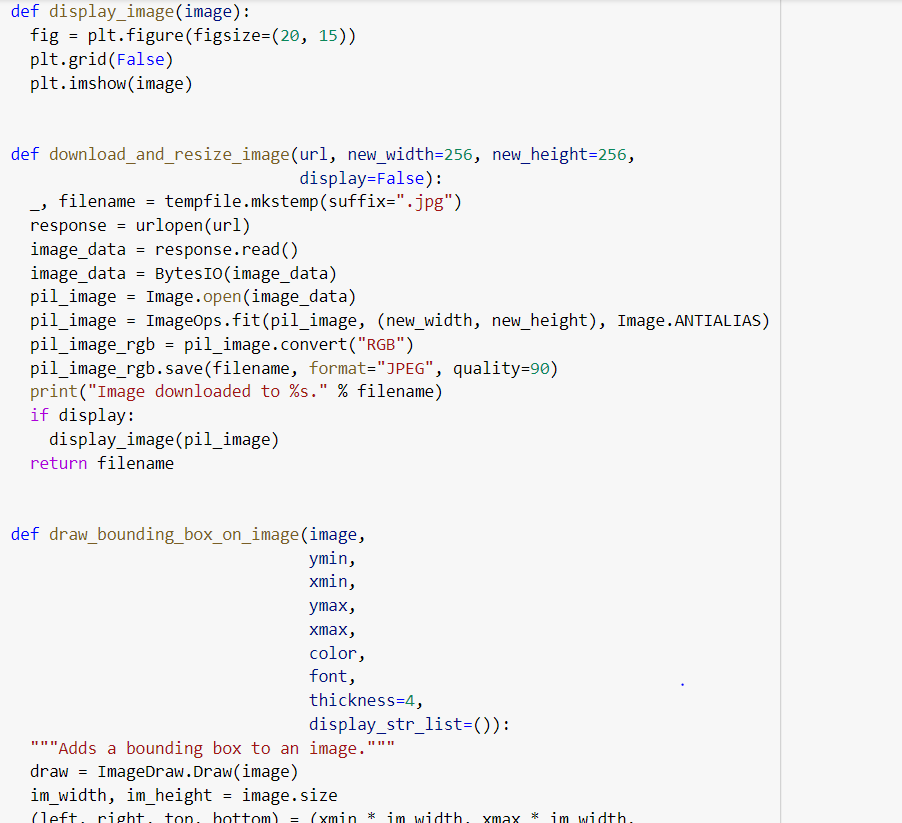 def display_image(image):
  fig = plt.figure(figsize=(20, 15))
  plt.grid(False)
  plt.imshow(image)
def download_and_resize_image(url, new_width=256, new_height=256,
                              display=False):
  _, filename = tempfile.mkstemp(suffix=".jpg")
  response = urlopen(url)
  image_data = response.read()
  image_data = BytesIO(image_data)
  pil_image = Image.open(image_data)
  pil_image = ImageOps.fit(pil_image, (new_width, new_height), Image.ANTIALIAS)
  pil_image_rgb = pil_image.convert("RGB")
  pil_image_rgb.save(filename, format="JPEG", quality=90)
  print("Image downloaded to %s." % filename)
  if display:
    display_image(pil_image)
  return filename
def draw_bounding_box_on_image(image,
                               ymin,
                               xmin,
                               ymax,
                               xmax,
                               color,
                               font,
                               thickness=4,
                               display_str_list=()):
  """Adds a bounding box to an image."""
  draw = ImageDraw.Draw(image)
  im_width, im_height = image.size
  (left, right, top, bottom) = (xmin * im_width, xmax * im_width,